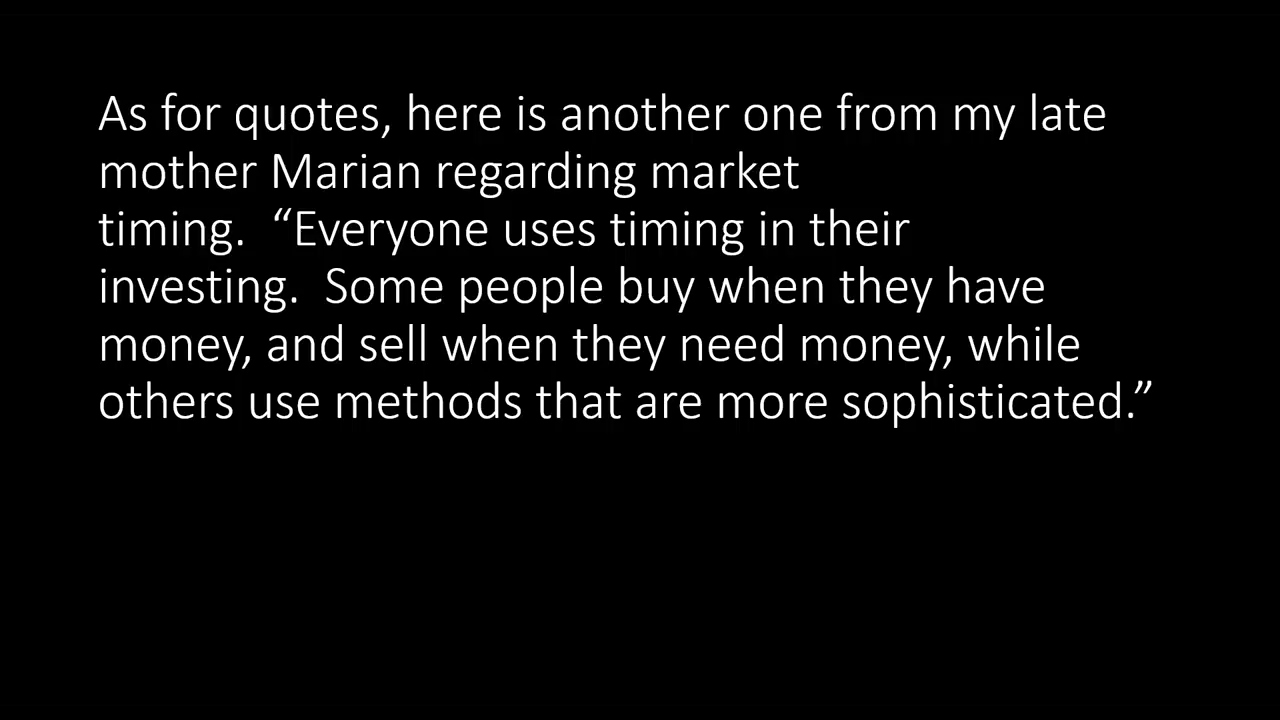 As for quotes, here is another one from my late
mother Marian regarding market
timing.  “Everyone uses timing in their
investing.  Some people buy when they have
money, and sell when they need money, while
others use methods that are more sophisticated.”